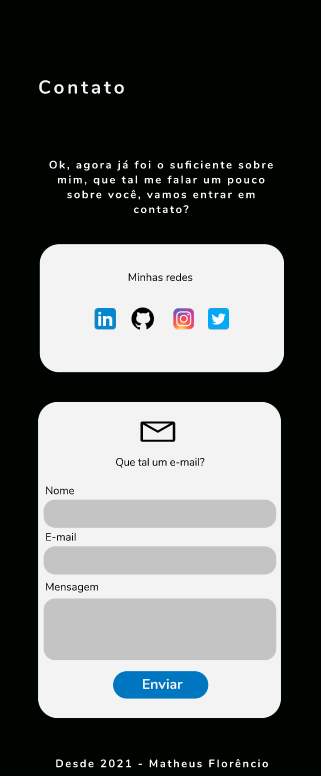 Contato
Ok, agora já foi o suficiente sobre
mim, que tal me falar um pouco
sobre você, vamos entrar em
contato?
Minhas redes
in
Que tal um e-mail?
Nome
E-mail
Mensagem
Enviar
Desde 2021 - Matheus Florêncio